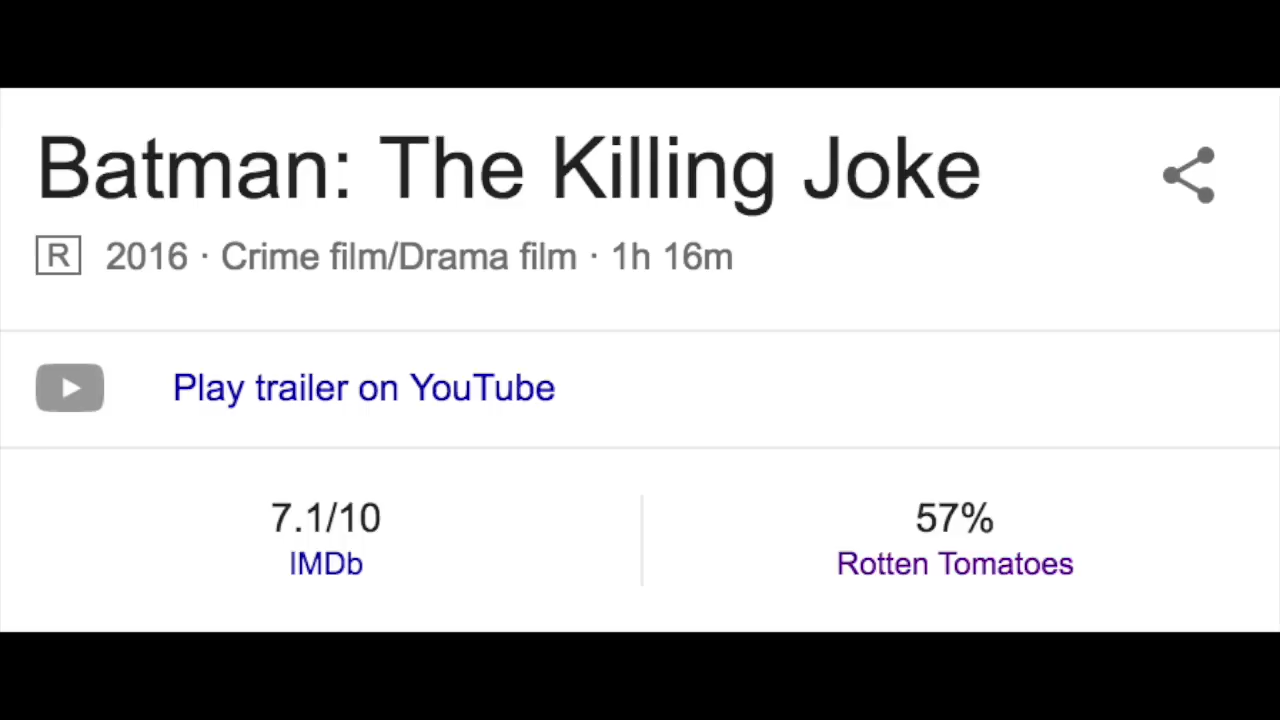 Batman: The Killing Joke
R 2016 · Crime film/Drama film · 1h 16m
Play trailer on YouTube
7.1/10
IMDb
57%
Rotten Tomatoes